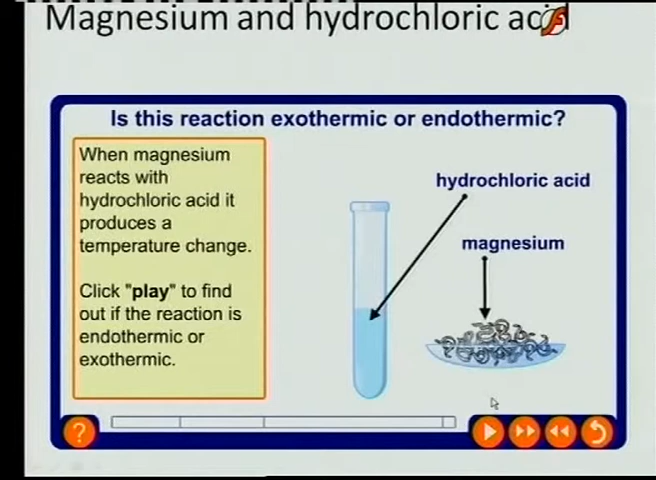 Magnesium and hydrochloric acid
Is this reaction exothermic or endothermic?
When magnesium
reacts with
hydrochloric acid it
produces a
temperature change.
Click "play" to find
out if the reaction is
endothermic or
exothermic.
hydrochloric acid
magnesium
?